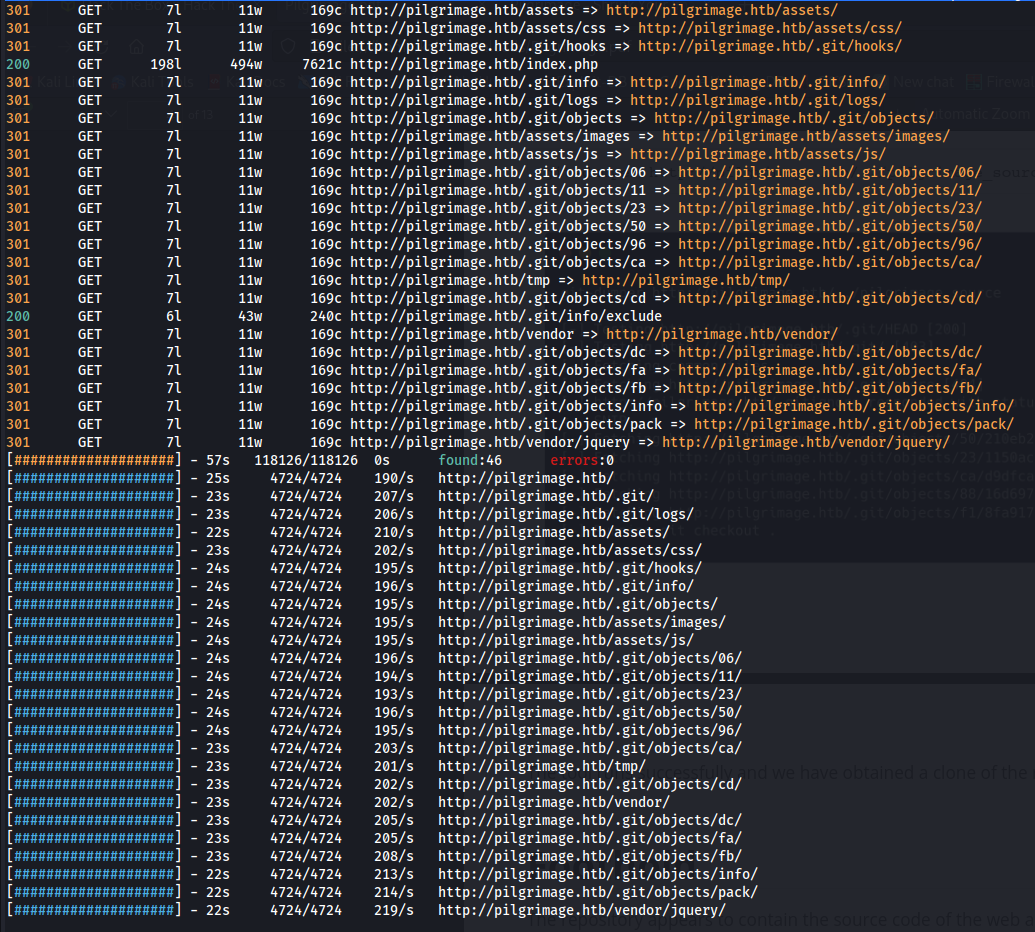 301 GET 7l 11w 169c http://pilgrimage.htb/assets => http://pilgrimage.htb/assets/
301 GET 7l 11w 169c http://pilgrimage.htb/assets/css => http://pilgrimage.htb/assets/css/
301 GET 7l 11w 169c http://pilgrimage.htb/.git/hooks => http://pilgrimage.htb/.git/hooks/
200 GET 198l 494w 7621c http://pilgrimage.htb/index.php
301 GET 7l 11w 169c http://pilgrimage.htb/.git/info => http://pilgrimage.htb/.git/info/
301 GET 7l 11w 169c http://pilgrimage.htb/.git/logs => http://pilgrimage.htb/.git/logs/
301 GET 7l 11w 169c http://pilgrimage.htb/.git/objects => http://pilgrimage.htb/.git/objects/
301 GET 7l 11w 169c http://pilgrimage.htb/assets/images => http://pilgrimage.htb/assets/images/
301 GET 7l 11w 169c http://pilgrimage.htb/assets/js => http://pilgrimage.htb/assets/js/
301 GET 7l 11w 169c http://pilgrimage.htb/.git/objects/06 => http://pilgrimage.htb/.git/objects/06/
301 GET 7l 11w 169c http://pilgrimage.htb/.git/objects/11 => http://pilgrimage.htb/.git/objects/11/
301 GET 7l 11w 169c http://pilgrimage.htb/.git/objects/23 => http://pilgrimage.htb/.git/objects/23/
301 GET 7l 11w 169c http://pilgrimage.htb/.git/objects/50 => http://pilgrimage.htb/.git/objects/50/
301 GET 7l 11w 169c http://pilgrimage.htb/.git/objects/96 => http://pilgrimage.htb/.git/objects/96/
301 GET 7l 11w 169c http://pilgrimage.htb/.git/objects/ca => http://pilgrimage.htb/.git/objects/ca/
301 GET 7l 11w 169c http://pilgrimage.htb/tmp => http://pilgrimage.htb/tmp/
301 GET 7l 11w 169c http://pilgrimage.htb/.git/objects/cd => http://pilgrimage.htb/.git/objects/cd/
200 GET 6l 43w 240c http://pilgrimage.htb/.git/info/exclude
301 GET 7l 11w 169c http://pilgrimage.htb/vendor => http://pilgrimage.htb/vendor/
301 GET 7l 11w 169c http://pilgrimage.htb/.git/objects/dc => http://pilgrimage.htb/.git/objects/dc/
301 GET 7l 11w 169c http://pilgrimage.htb/.git/objects/fa => http://pilgrimage.htb/.git/objects/fa/
301 GET 7l 11w 169c http://pilgrimage.htb/.git/objects/fb => http://pilgrimage.htb/.git/objects/fb/
301 GET 7l 11w 169c http://pilgrimage.htb/.git/objects/info => http://pilgrimage.htb/.git/objects/info/
301 GET 7l 11w 169c http://pilgrimage.htb/.git/objects/pack => http://pilgrimage.htb/.git/objects/pack/
301 GET 7l 11w 169c http://pilgrimage.htb/vendor/jquery => http://pilgrimage.htb/vendor/jquery/
[####################] - 57s 118126/118126 0s found:46 errors:0
[####################] - 25s 4724/4724 190/s http://pilgrimage.htb/
[####################] - 23s 4724/4724 207/s http://pilgrimage.htb/.git/
[####################] - 23s 4724/4724 206/s http://pilgrimage.htb/.git/logs/
[####################] - 22s 4724/4724 210/s http://pilgrimage.htb/assets/
[####################] - 23s 4724/4724 202/s http://pilgrimage.htb/assets/css/
[####################] - 24s 4724/4724 195/s http://pilgrimage.htb/.git/hooks/
[####################] - 24s 4724/4724 196/s http://pilgrimage.htb/.git/info/
[####################] - 24s 4724/4724 195/s http://pilgrimage.htb/.git/objects/
[####################] - 24s 4724/4724 195/s http://pilgrimage.htb/assets/images/
[####################] - 24s 4724/4724 195/s http://pilgrimage.htb/assets/js/
[####################] - 24s 4724/4724 196/s http://pilgrimage.htb/.git/objects/06/
[####################] - 24s 4724/4724 194/s http://pilgrimage.htb/.git/objects/11/
[####################] - 24s 4724/4724 193/s http://pilgrimage.htb/.git/objects/23/
[####################] - 24s 4724/4724 196/s http://pilgrimage.htb/.git/objects/50/
[####################] - 24s 4724/4724 195/s http://pilgrimage.htb/.git/objects/96/
[####################] - 23s 4724/4724 203/s http://pilgrimage.htb/.git/objects/ca/
[####################] - 23s 4724/4724 201/s http://pilgrimage.htb/tmp/
[####################] - 23s 4724/4724 202/s http://pilgrimage.htb/.git/objects/cd/
[####################] - 23s 4724/4724 202/s http://pilgrimage.htb/vendor/
[####################] - 23s 4724/4724 205/s http://pilgrimage.htb/.git/objects/dc/
[####################] - 23s 4724/4724 205/s http://pilgrimage.htb/.git/objects/fa/
[####################] - 23s 4724/4724 208/s http://pilgrimage.htb/.git/objects/fb/
[####################] - 22s 4724/4724 213/s http://pilgrimage.htb/.git/objects/info/
[####################] - 22s 4724/4724 214/s http://pilgrimage.htb/.git/objects/pack/
[####################] - 22s 4724/4724 219/s http://pilgrimage.htb/vendor/jquery/